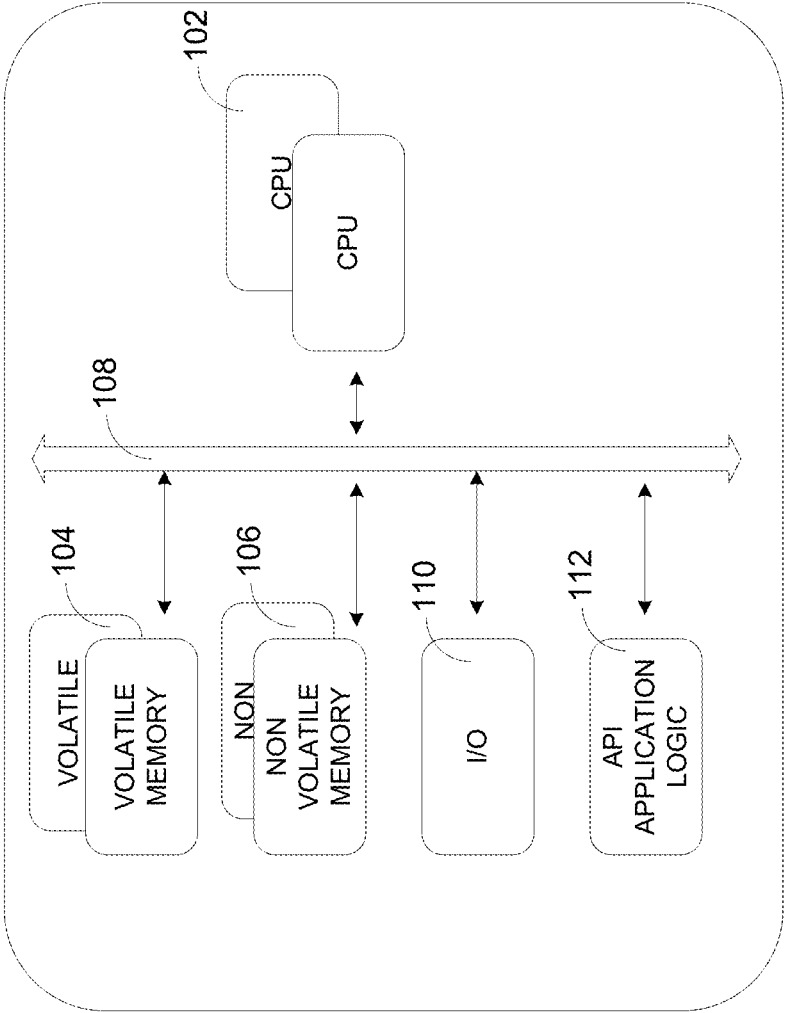 VOLATILE
104
VOLATILE
MEMORY
NON
106
NON
VOLATILE
MEMORY
110
I/O
112
API
APPLICATION
LOGIC
108
102
CPU
CPU